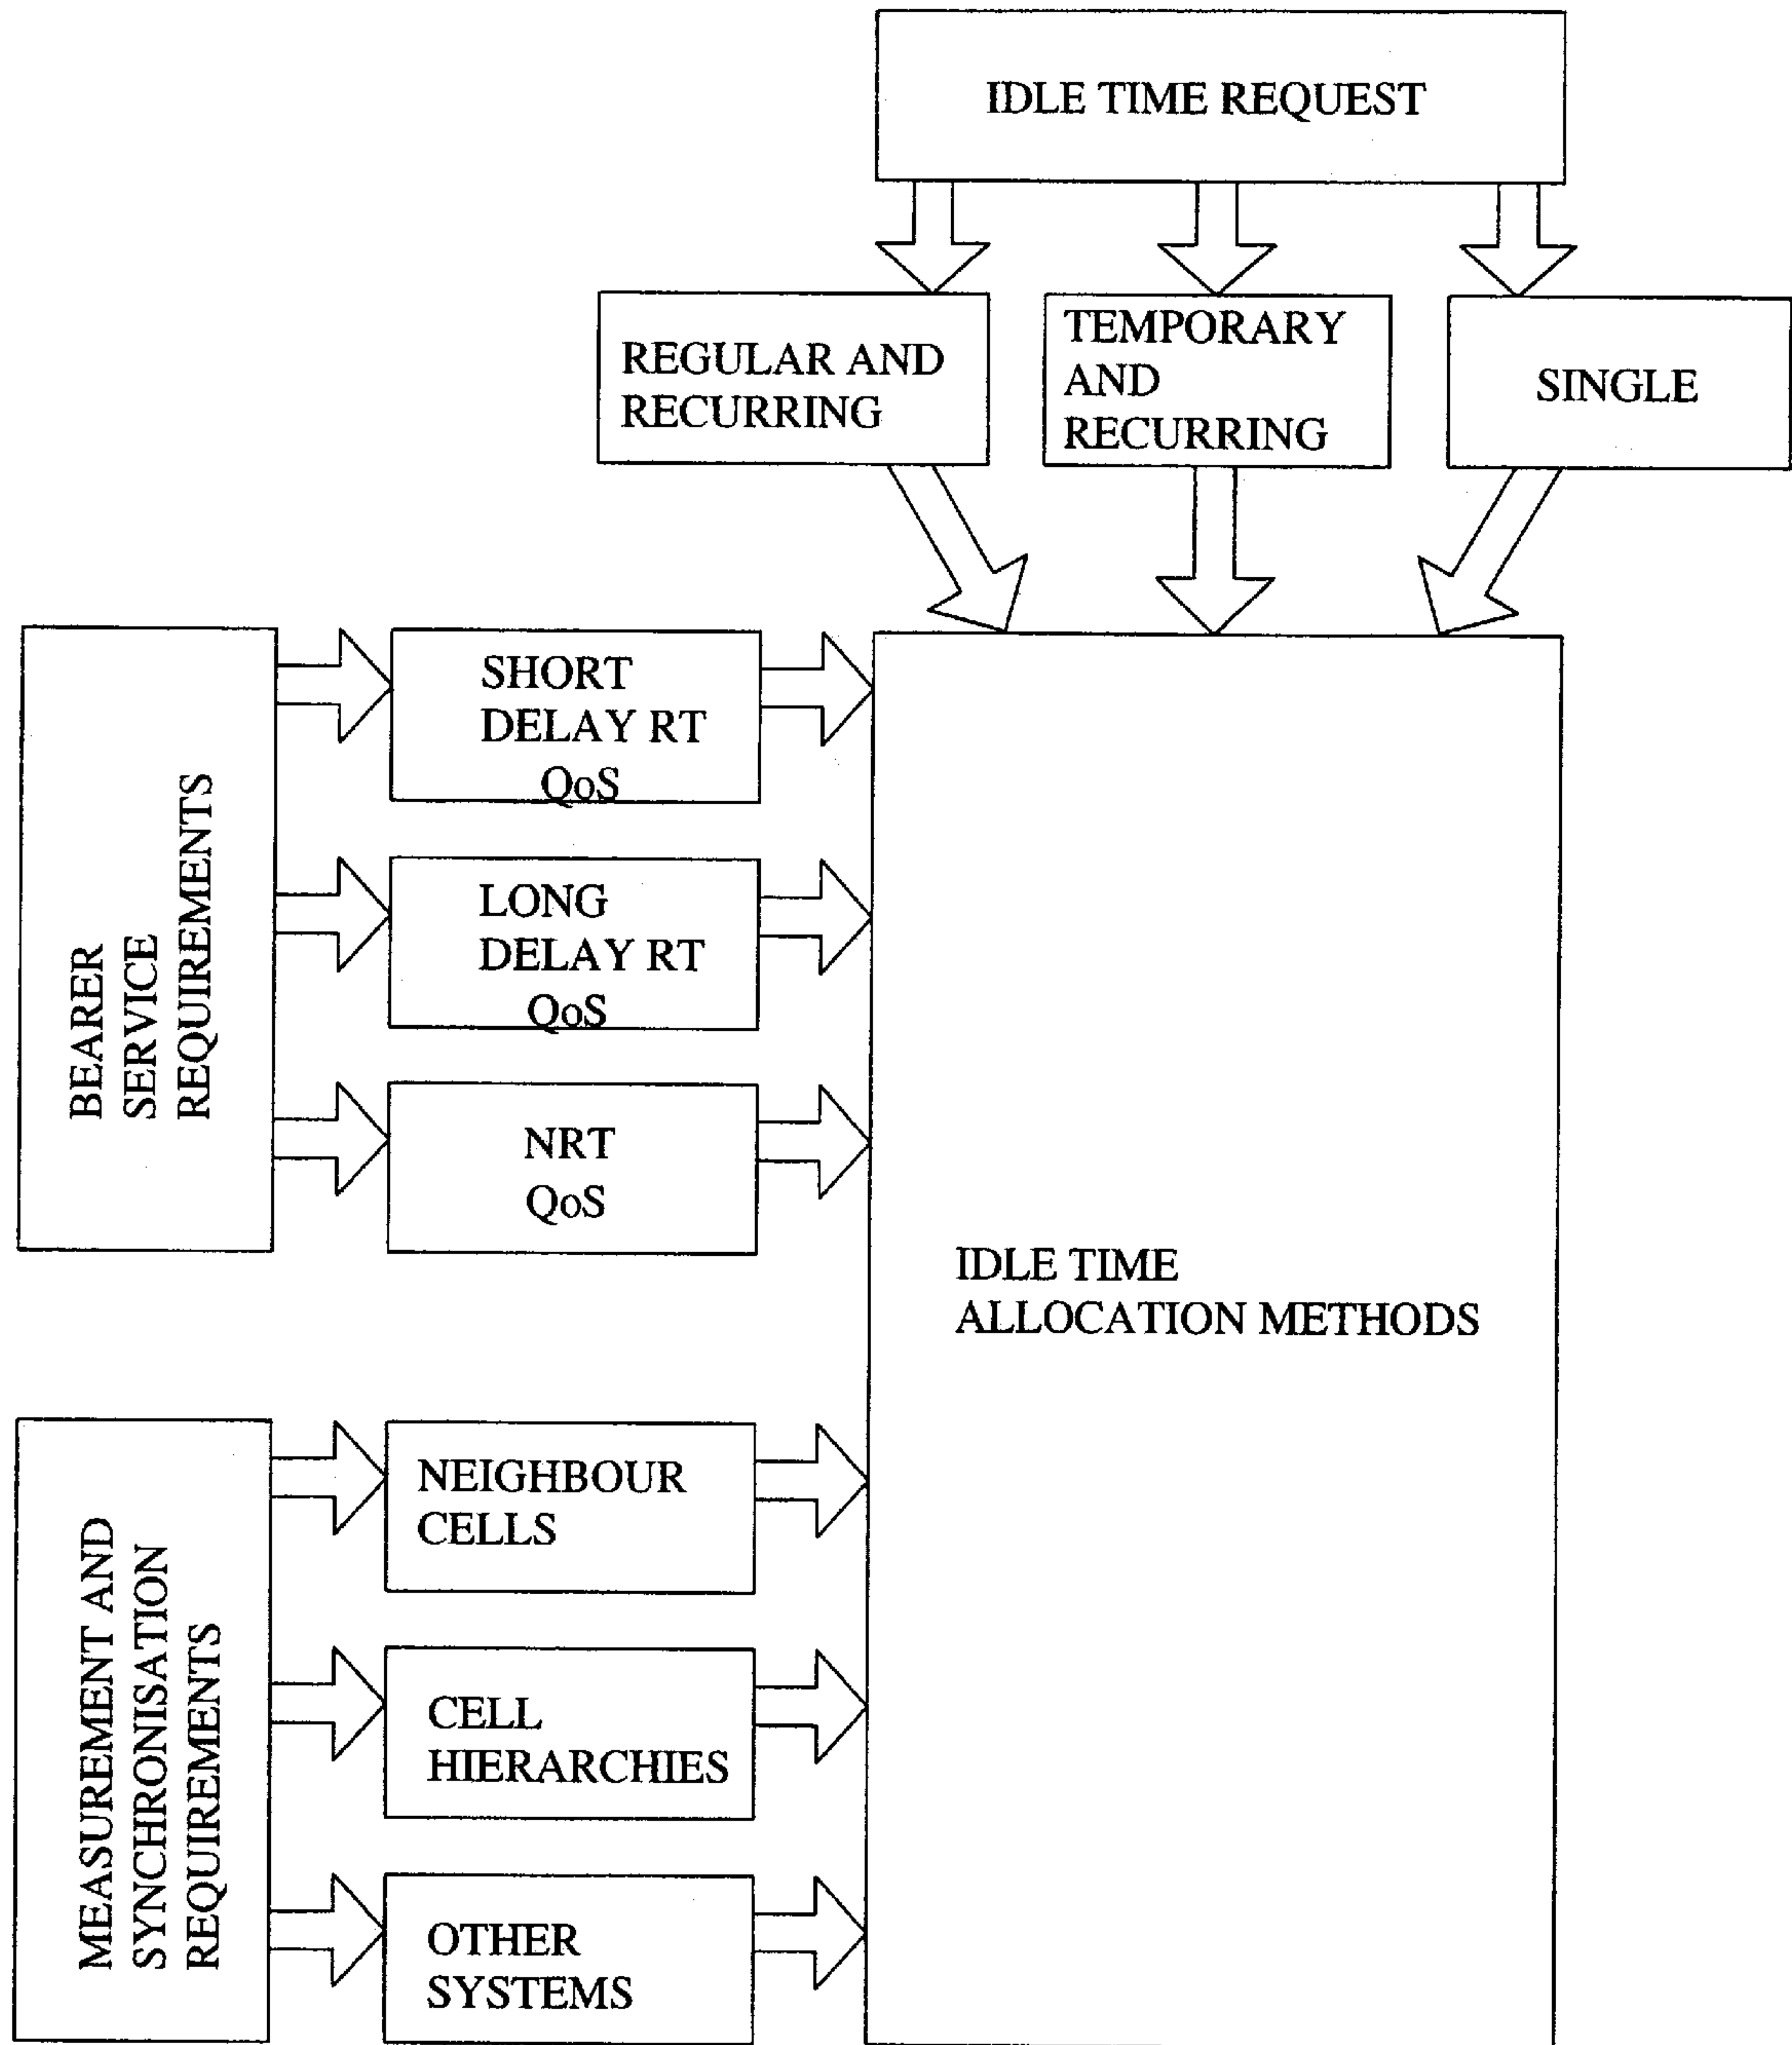 IDLE TIME REQUEST
REGULAR AND
RECURRING
TEMPORARY
AND
RECURRING
SINGLE
BEARER
SERVICE
REQUIREMENTS
SHORT
DELAY RT
QoS
LONG
DELAY RT
QoS
NRT
QoS
IDLE TIME
ALLOCATION METHODS
MEASUREMENT AND
SYNCHRONISATION
REQUIREMENTS
NEIGHBOUR
CELLS
CELL
HIERARCHIES
OTHER
SYSTEMS